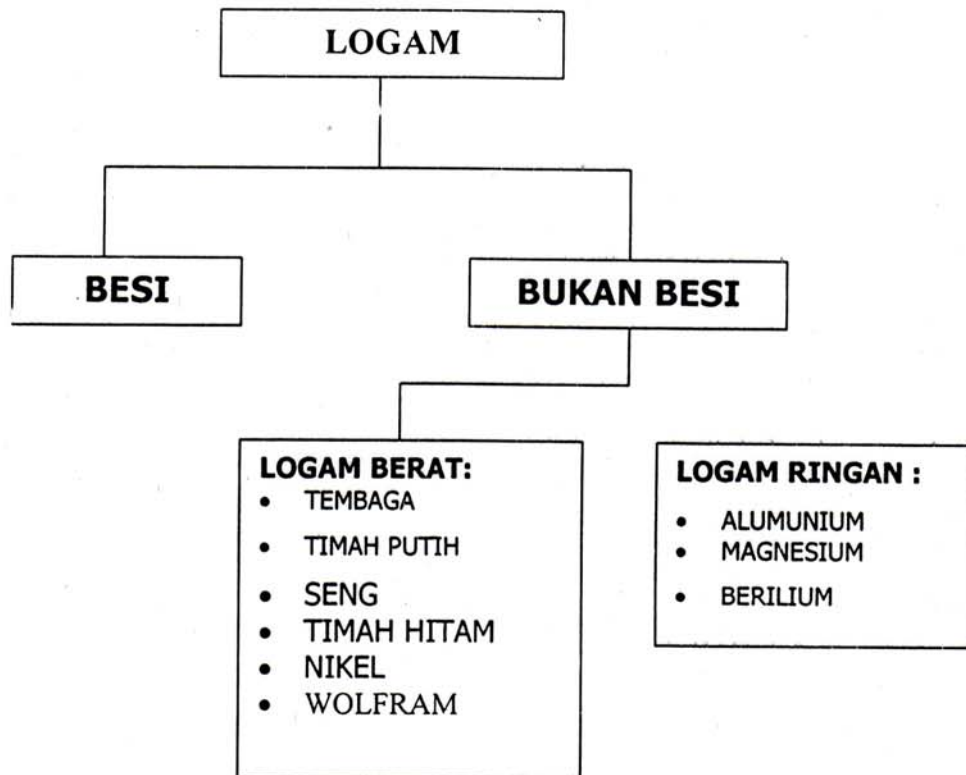 LOGAM
BESI
BUKAN BESI
LOGAM BERAT:
• TEMBAGA
• TIMAH PUTIH
• SENG
• TIMAH HITAM
• NIKEL
• WOLFRAM
LOGAM RINGAN :
• ALUMUNIUM
• MAGNESIUM
• BERILIUM